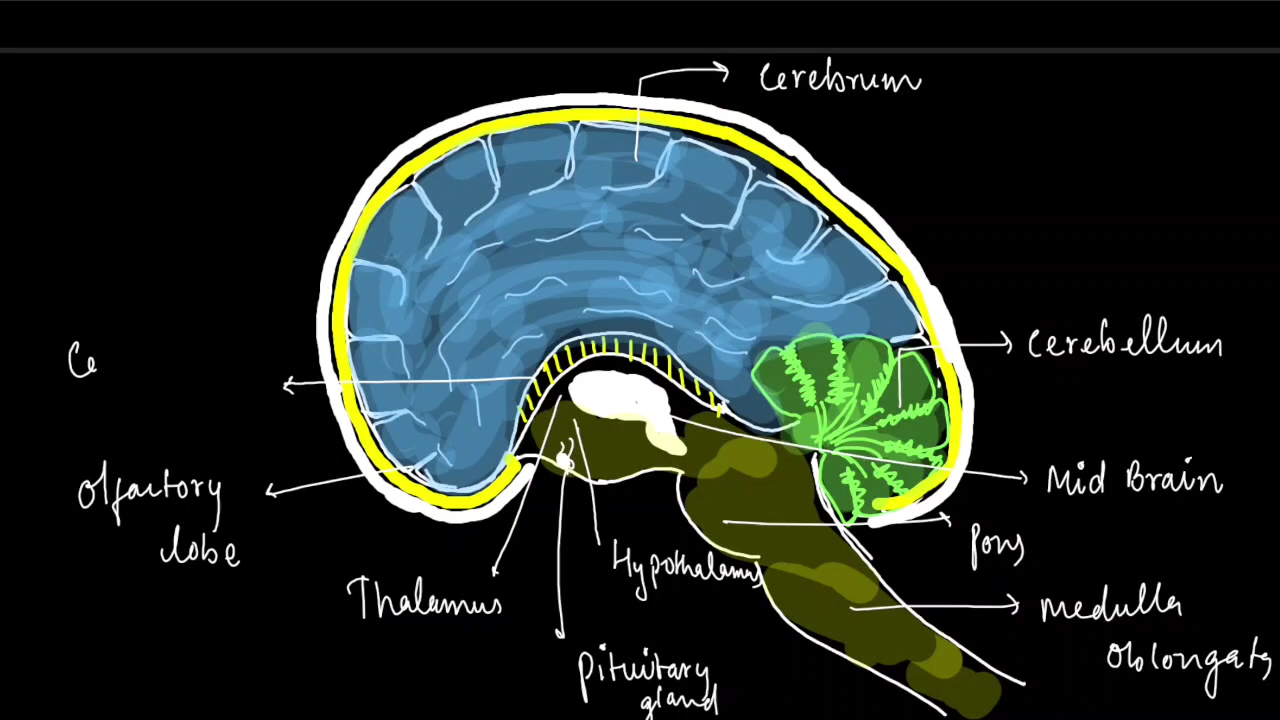 Cerebrum
Ce
Cerebellum
Olfactory
lobe
Mid Brain
Pons
Hypothalamus
Thalamus
Medulla
Oblongata
Pituitary
gland